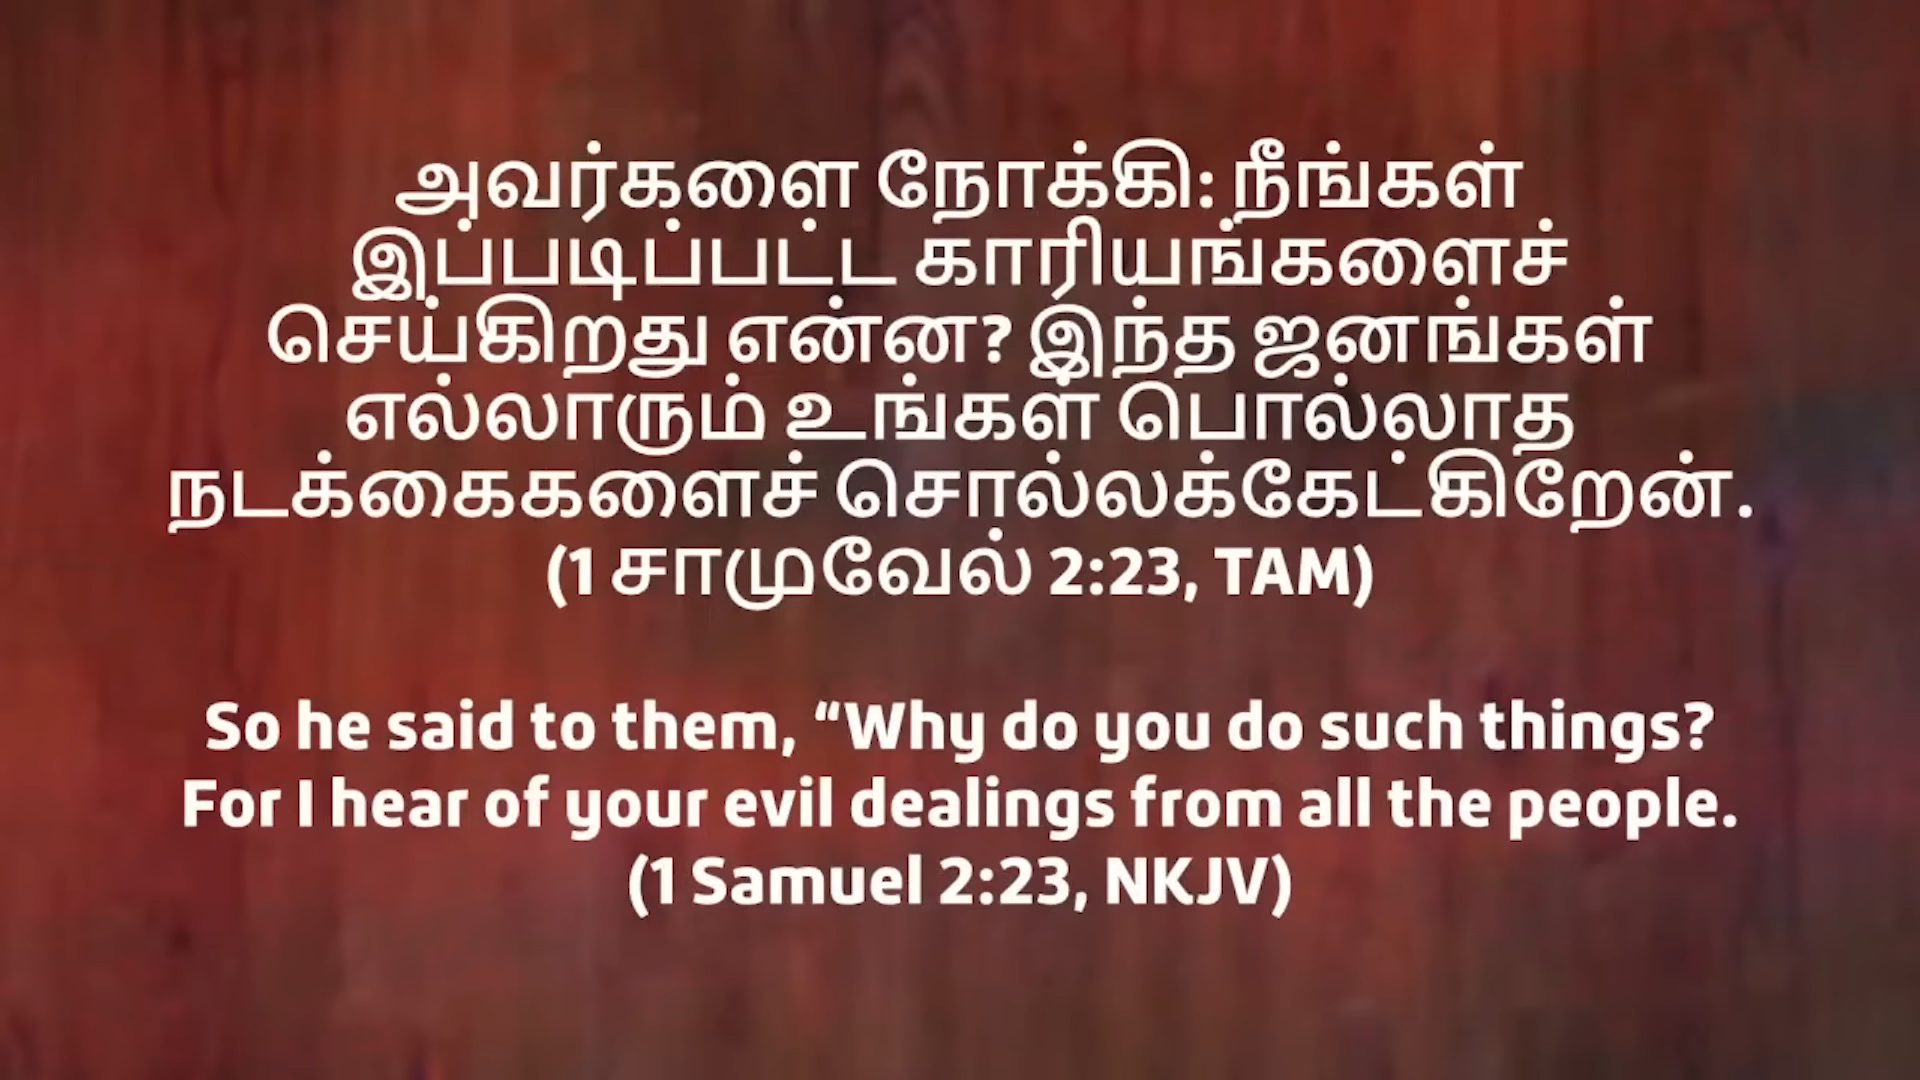 அவர்களை நோக்கி: நீங்கள்
இப்படிப்பட்ட காரியங்களைச்
செய்கிறது என்ன? இந்த ஜனங்கள்
எல்லாரும் உங்கள் பொல்லாத
நடக்கைகளைச் சொல்லக்கேட்கிறேன்.
(1 சாமுவேல் 2:23, TAM)
So he said to them, “Why do you do such things?
For I hear of your evil dealings from all the people.
(1 Samuel 2:23, NKJV)